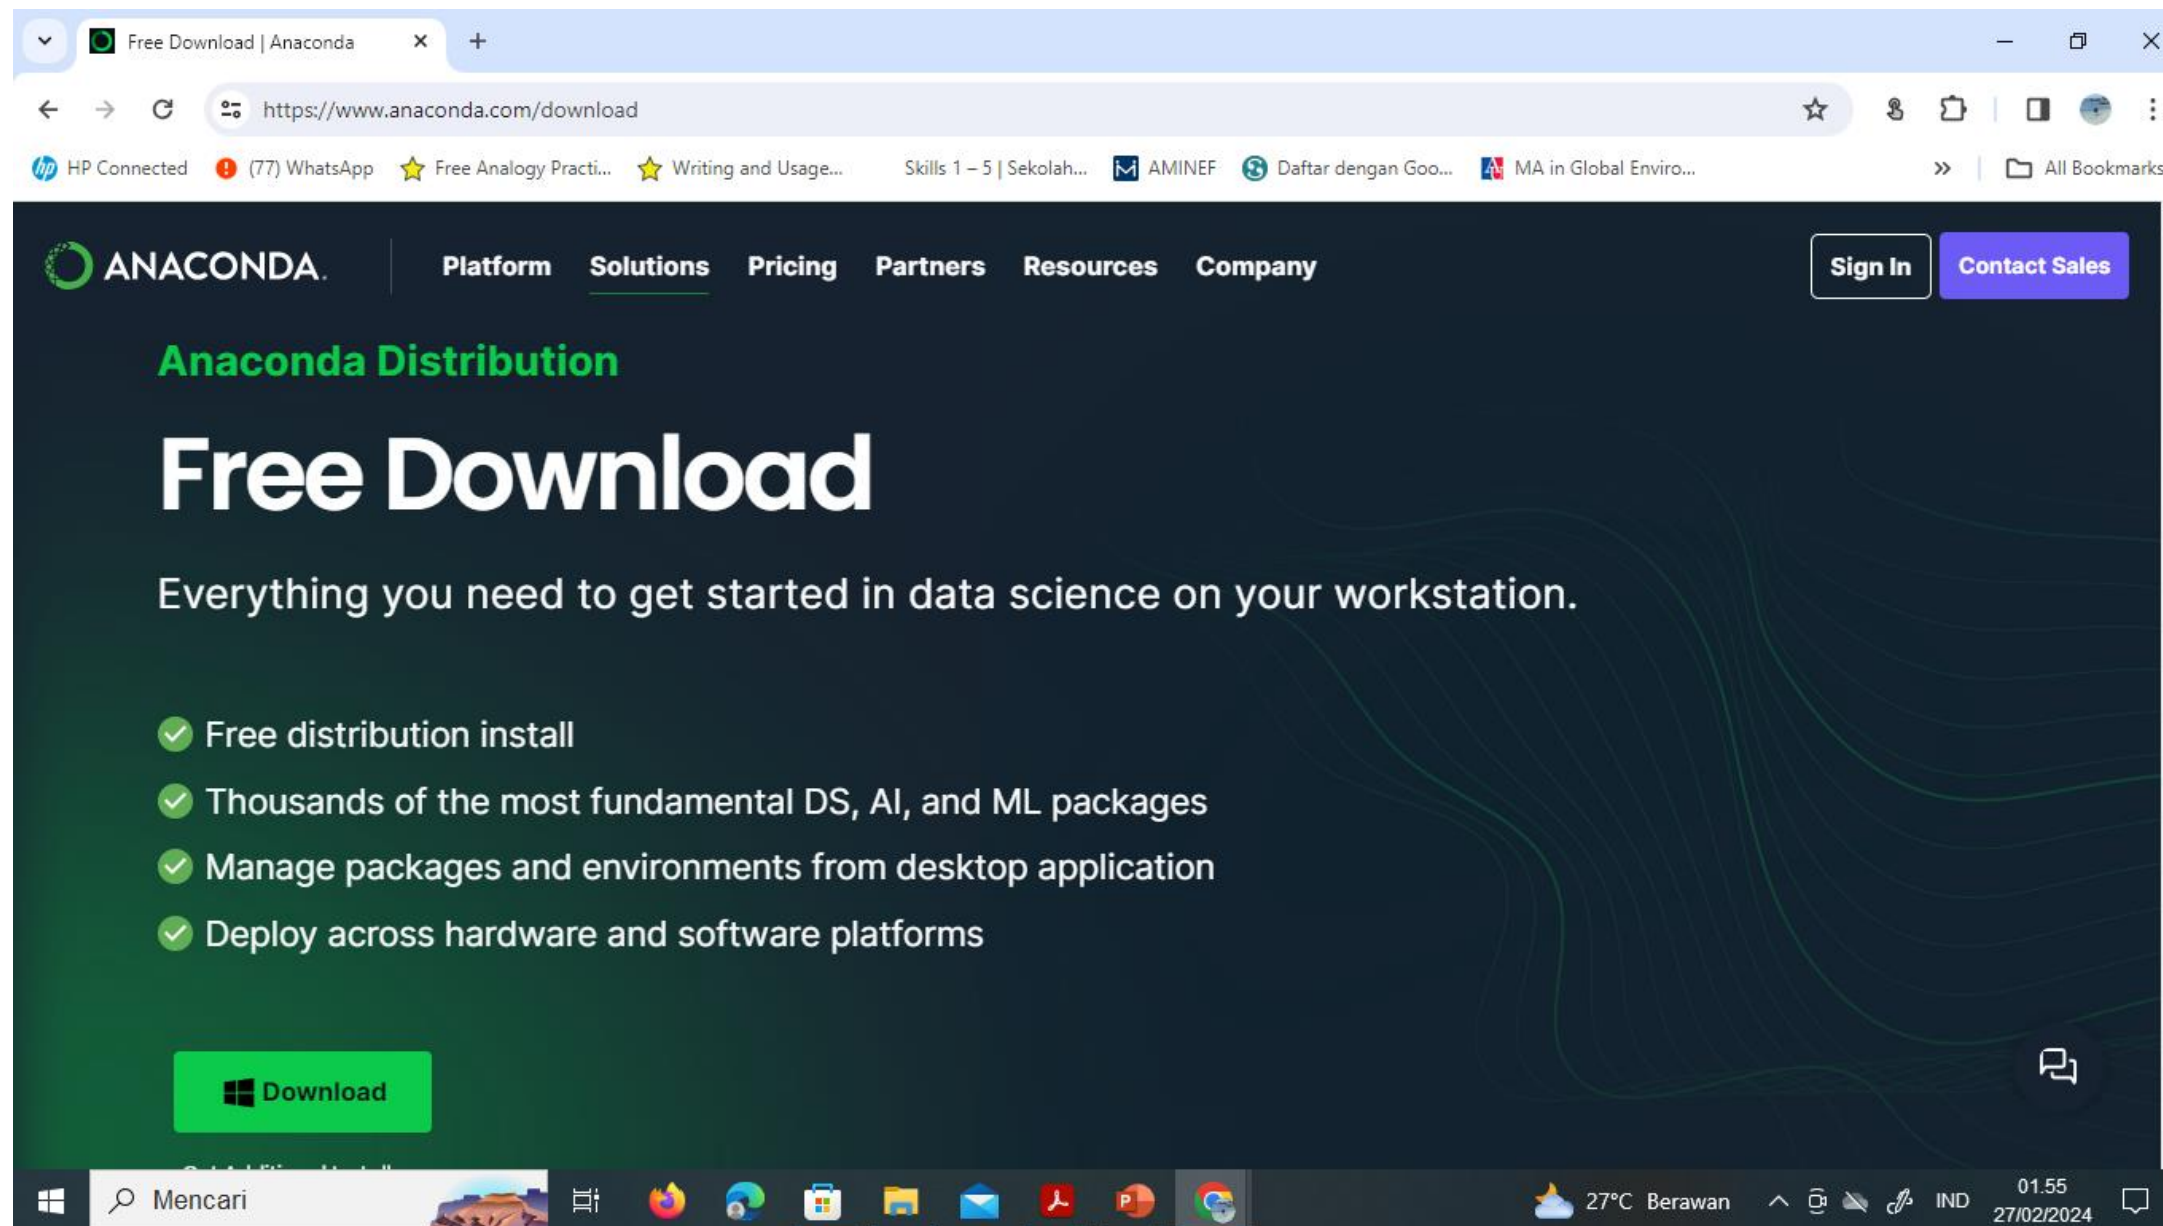 Free Download | Anaconda
https://www.anaconda.com/download
HP Connected (77) WhatsApp Free Analogy Practi... Writing and Usage... Skills 1 – 5 | Sekolah... AMINEF Daftar dengan Goo... MA in Global Enviro... All Bookmarks
ANACONDA. Platform Solutions Pricing Partners Resources Company Sign In Contact Sales
Anaconda Distribution
Free Download
Everything you need to get started in data science on your workstation.
Free distribution install
Thousands of the most fundamental DS, AI, and ML packages
Manage packages and environments from desktop application
Deploy across hardware and software platforms
Download
Mencari 27°C Berawan IND 01.55
27/02/2024